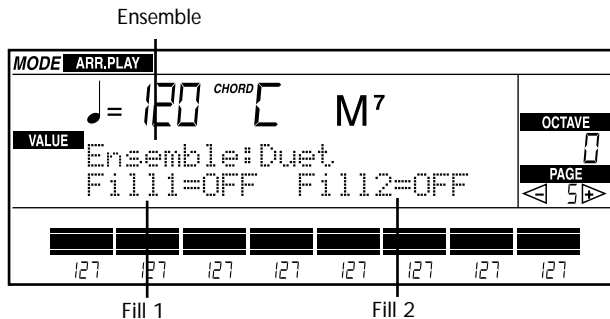 Ensemble
MODE ARR.PLAY
♩= 120 CHORD C M7
OCTAVE
0
VALUE
Ensemble:Duet
Fill1=OFF Fill2=OFF
PAGE
- 5 +
127 127 127 127 127 127 127 127
Fill 1 Fill 2